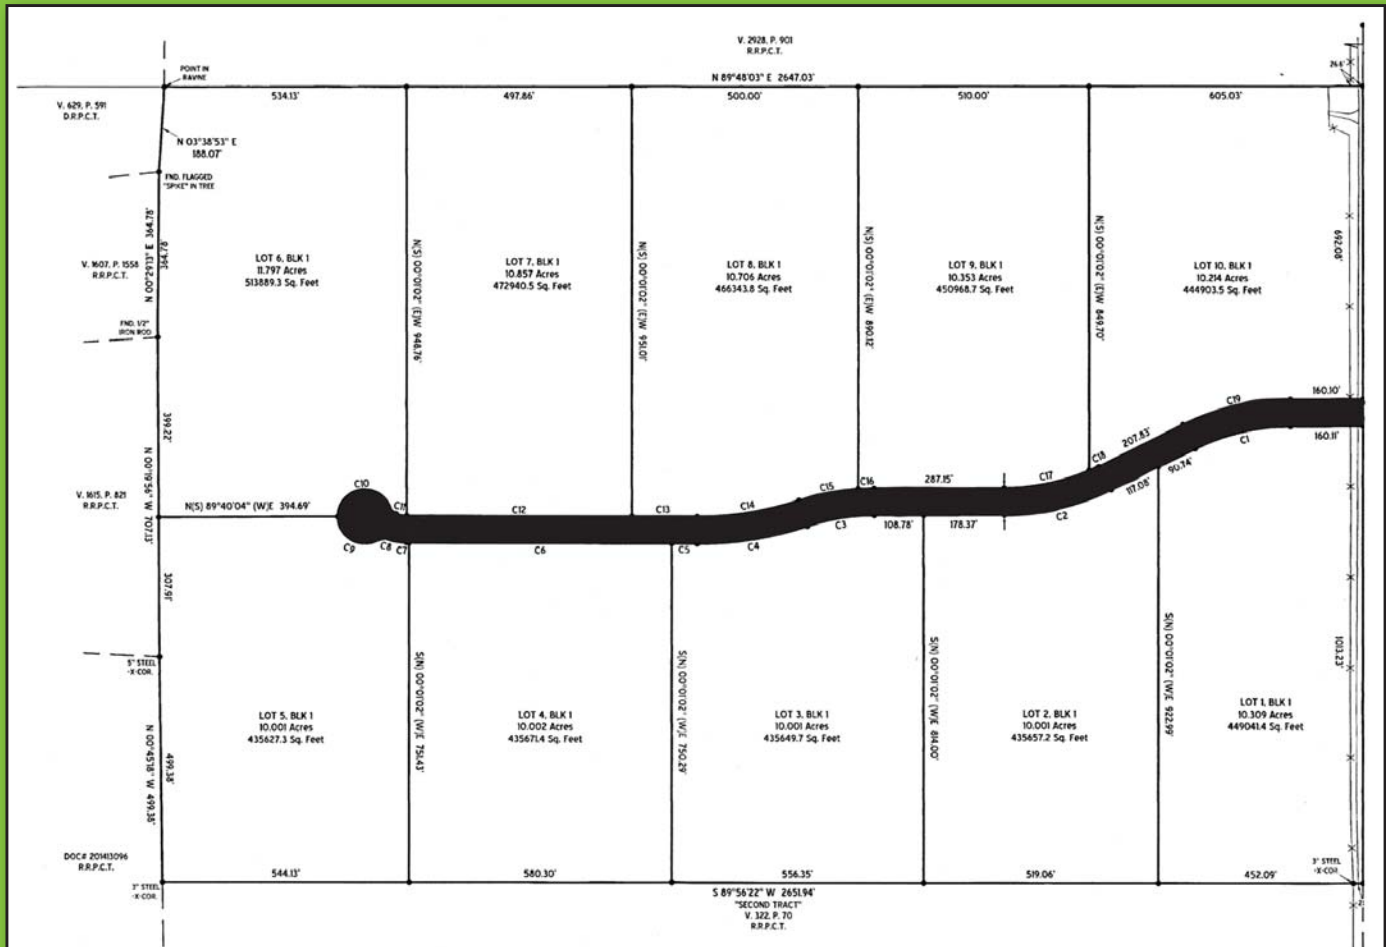 V. 2928, P. 901
R.R.P.C.T.
N 89°48'03" E 2647.03'
POINT IN
RAVINE
26.6'
534.13'
497.86'
500.00'
510.00'
605.03'
V. 629, P. 591
D.R.P.C.T.
N 03°38'53" E
188.07'
FND. FLAGGED
"SPIKE" IN TREE
N 00°29'13" E 364.78'
364.78'
V. 1607, P. 1558
R.R.P.C.T.
FND. 1/2"
IRON ROD
LOT 6, BLK 1
11.797 Acres
513889.3 Sq. Feet
N(S) 00°01'02" (E)W 948.76'
LOT 7, BLK 1
10.857 Acres
472940.5 Sq. Feet
N(S) 00°01'02" (E)W 951.01'
LOT 8, BLK 1
10.706 Acres
466343.8 Sq. Feet
N(S) 00°01'02" (E)W 890.12'
LOT 9, BLK 1
10.353 Acres
450968.7 Sq. Feet
N(S) 00°01'02" (E)W 849.70'
LOT 10, BLK 1
10.214 Acres
444903.5 Sq. Feet
692.08'
399.22'
N 00°19'56" W 707.13'
V. 1615, P. 821
R.R.P.C.T.
N(S) 89°40'04" (W)E 394.69'
C10
C11
C12
C13
C14
C15
C16
287.15'
C17
C18
207.83'
C19
160.10'
C9
C8
C7
C6
C5
C4
C3
108.78'
178.37'
C2
117.08'
90.74'
C1
160.11'
307.91'
5" STEEL
-X-COR.
N 00°45'18" W 499.38'
499.38'
LOT 5, BLK 1
10.001 Acres
435627.3 Sq. Feet
S(N) 00°01'02" (W)E 751.43'
LOT 4, BLK 1
10.002 Acres
435671.4 Sq. Feet
S(N) 00°01'02" (W)E 750.29'
LOT 3, BLK 1
10.001 Acres
435649.7 Sq. Feet
S(N) 00°01'02" (W)E 814.00'
LOT 2, BLK 1
10.001 Acres
435657.2 Sq. Feet
S(N) 00°01'02" (W)E 922.99'
LOT 1, BLK 1
10.309 Acres
449041.4 Sq. Feet
1013.23'
DOC# 201413096
R.R.P.C.T.
3" STEEL
-X-COR.
544.13'
580.30'
556.35'
519.06'
452.09'
3" STEEL
-X-COR
S 89°56'22" W 2651.94'
"SECOND TRACT"
V. 322, P. 70
R.R.P.C.T.